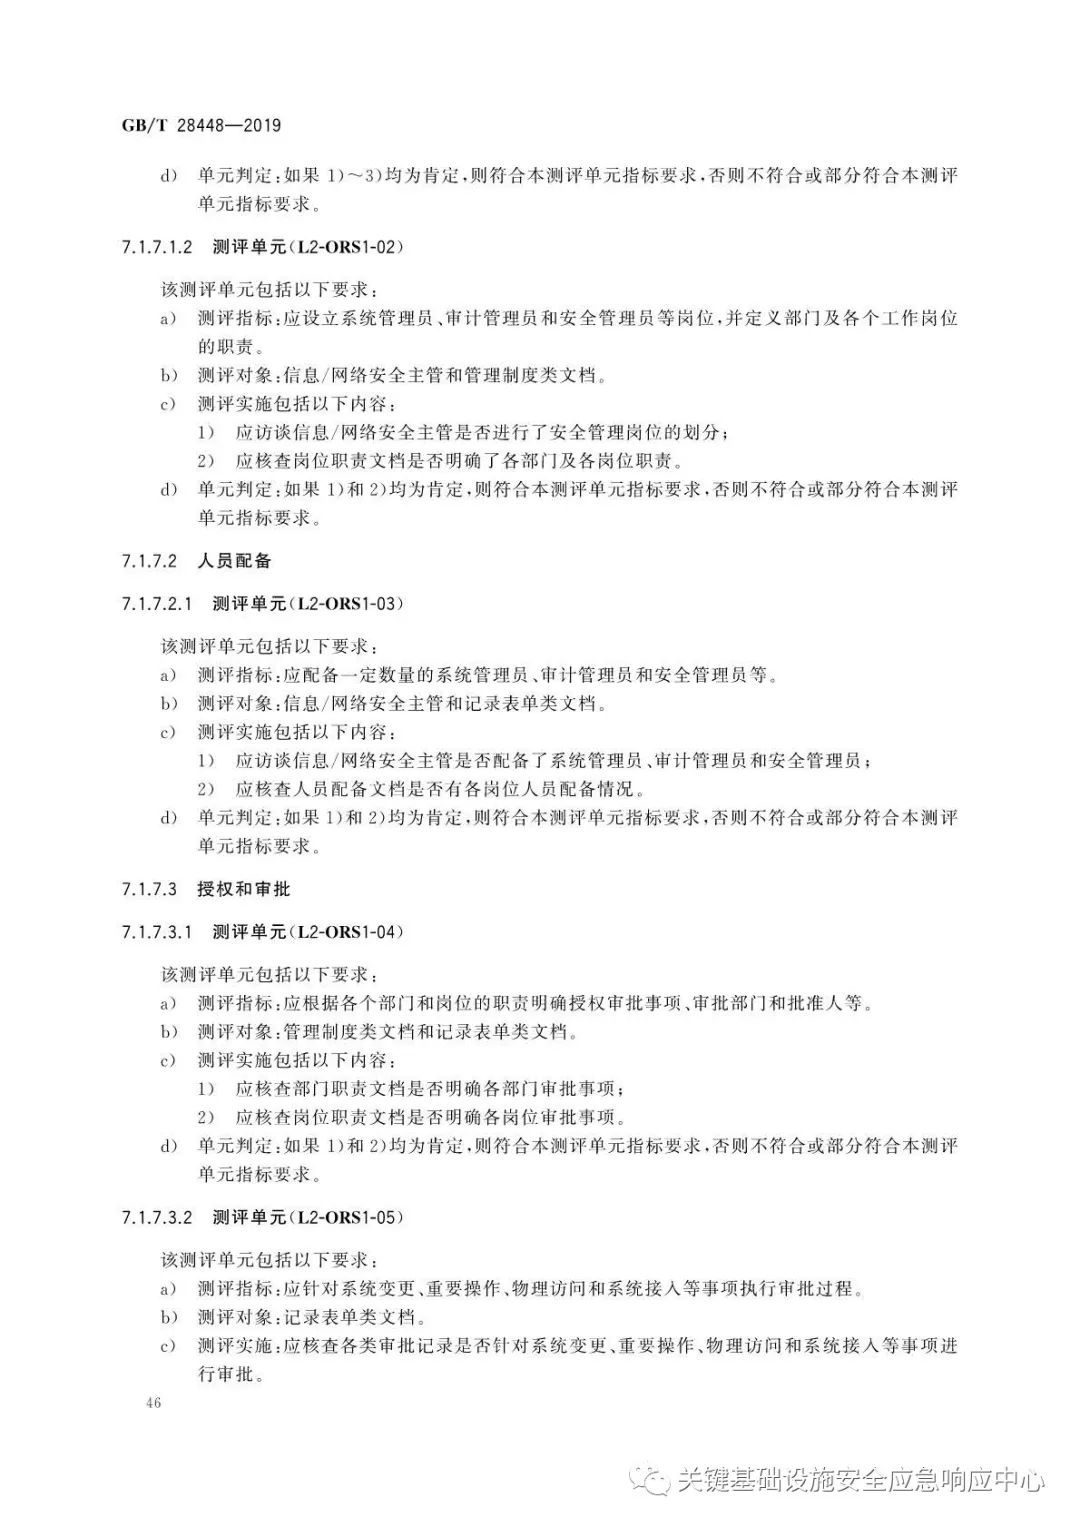 GB/T 28448—2019
d) 单元判定:如果 1)～3)均为肯定,则符合本测评单元指标要求,否则不符合或部分符合本测评
单元指标要求。
7.1.7.1.2 测评单元(L2-ORS1-02)
该测评单元包括以下要求:
a) 测评指标:应设立系统管理员、审计管理员和安全管理员等岗位,并定义部门及各个工作岗位
的职责。
b) 测评对象:信息/网络安全主管和管理制度类文档。
c) 测评实施包括以下内容:
1) 应访谈信息/网络安全主管是否进行了安全管理岗位的划分;
2) 应核查岗位职责文档是否明确了各部门及各岗位职责。
d) 单元判定:如果 1)和 2)均为肯定,则符合本测评单元指标要求,否则不符合或部分符合本测评
单元指标要求。
7.1.7.2 人员配备
7.1.7.2.1 测评单元(L2-ORS1-03)
该测评单元包括以下要求:
a) 测评指标:应配备一定数量的系统管理员、审计管理员和安全管理员等。
b) 测评对象:信息/网络安全主管和记录表单类文档。
c) 测评实施包括以下内容:
1) 应访谈信息/网络安全主管是否配备了系统管理员、审计管理员和安全管理员;
2) 应核查人员配备文档是否有各岗位人员配备情况。
d) 单元判定:如果 1)和 2)均为肯定,则符合本测评单元指标要求,否则不符合或部分符合本测评
单元指标要求。
7.1.7.3 授权和审批
7.1.7.3.1 测评单元(L2-ORS1-04)
该测评单元包括以下要求:
a) 测评指标:应根据各个部门和岗位的职责明确授权审批事项、审批部门和批准人等。
b) 测评对象:管理制度类文档和记录表单类文档。
c) 测评实施包括以下内容:
1) 应核查部门职责文档是否明确各部门审批事项;
2) 应核查岗位职责文档是否明确各岗位审批事项。
d) 单元判定:如果 1)和 2)均为肯定,则符合本测评单元指标要求,否则不符合或部分符合本测评
单元指标要求。
7.1.7.3.2 测评单元(L2-ORS1-05)
该测评单元包括以下要求:
a) 测评指标:应针对系统变更、重要操作、物理访问和系统接入等事项执行审批过程。
b) 测评对象:记录表单类文档。
c) 测评实施:应核查各类审批记录是否针对系统变更、重要操作、物理访问和系统接入等事项进
行审批。
46
关键基础设施安全应急响应中心